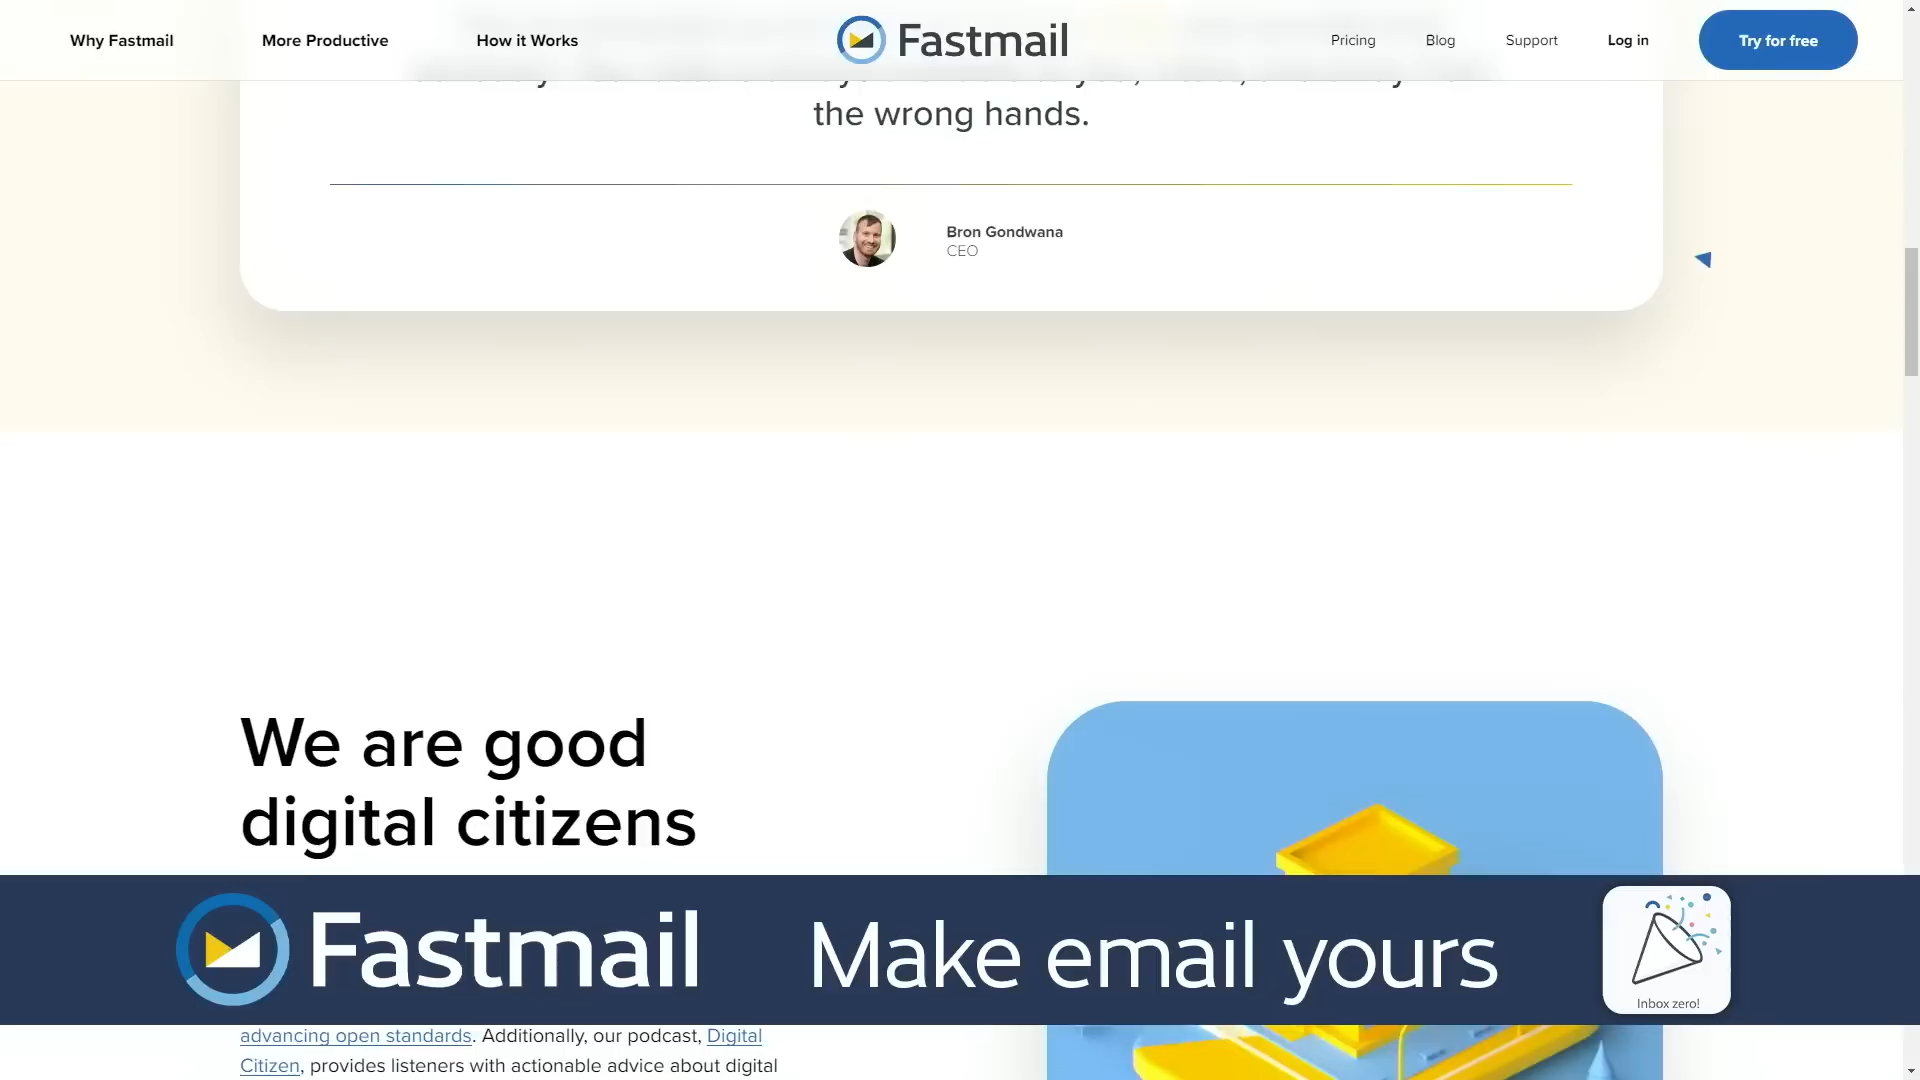 Why Fastmail
More Productive
How it Works
Fastmail
Pricing
Blog
Support
Log in
Try for free
the wrong hands.
Bron Gondwana
CEO
We are good
digital citizens
Fastmail
Make email yours
Inbox zero!
advancing open standards. Additionally, our podcast, Digital
Citizen, provides listeners with actionable advice about digital